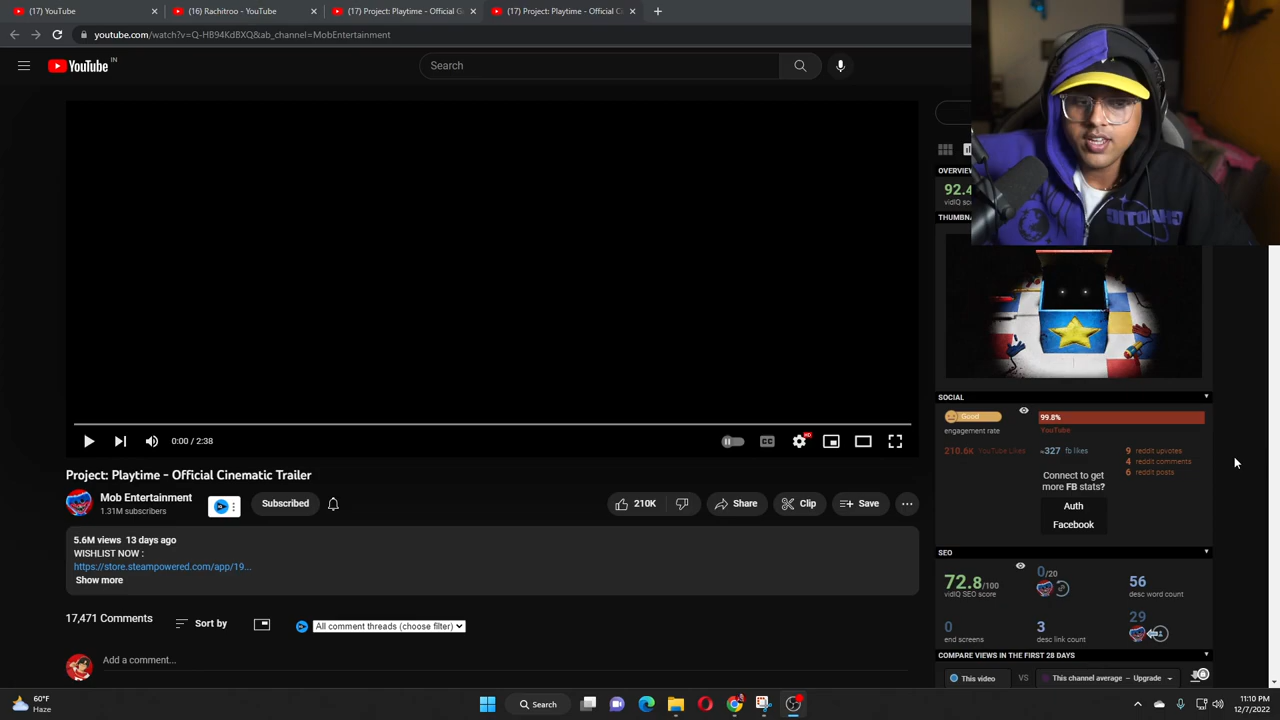 (17) YouTube
(16) Rachitroo - YouTube
(17) Project: Playtime - Official G
(17) Project: Playtime - Official C
youtube.com/watch?v=Q-HB94KdBXQ&ab_channel=MobEntertainment
YouTube IN
Search
0:00 / 2:38
CC
HD
Project: Playtime - Official Cinematic Trailer
Mob Entertainment
1.31M subscribers
Subscribed
210K
Share
Clip
Save
5.6M views 13 days ago
WISHLIST NOW :
https://store.steampowered.com/app/19...
Show more
17,471 Comments
Sort by
All comment threads (choose filter)
Add a comment...
OVERVIEW
92.4
vidIQ
SOCIAL
Good
engagement rate
99.8%
YouTube
210.6K YouTube Likes
327 fb likes
9 reddit upvotes
4 reddit comments
6 reddit posts
Connect to get
more FB stats?
Auth
Facebook
SEO
72.8/100
vidIQ SEO score
0/20
56
desc word count
0
end screens
3
desc link count
29
COMPARE VIEWS IN THE FIRST 28 DAYS
This video
VS
This channel average – Upgrade
60°F
Haze
Search
11:10 PM
12/7/2022